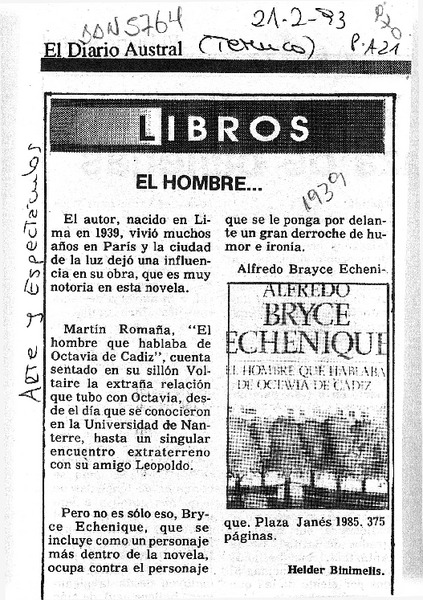 DON5764
21-2-93
El Diario Austral
(Temuco)
P.A21
Arte y Espectaculos
LIBROS
EL HOMBRE...
1939
El autor, nacido en Li-
ma en 1939, vivió muchos
años en París y la ciudad
de la luz dejó una influen-
cia en su obra, que es muy
notoria en esta novela.
Martín Romaña, "El
hombre que hablaba de
Octavia de Cadiz", cuenta
sentado en su sillón Vol-
taire la extraña relación
que tubo con Octavia, des-
de el día que se conocieron
en la Universidad de Nan-
terre, hasta un singular
encuentro extraterreno
con su amigo Leopoldo.
Pero no es sólo eso, Bry-
ce Echenique, que se
incluye como un personaje
más dentro de la novela,
ocupa contra el personaje
que se le ponga por delan-
te un gran derroche de hu-
mor e ironía.
Alfredo Brayce Echeni-
ALFREDO
BRYCE
ECHENIQUE
EL HOMBRE QUE HABLABA
DE OCTAVIA DE CADIZ
que. Plaza Janés 1985. 375
páginas.
Helder Binimelis.